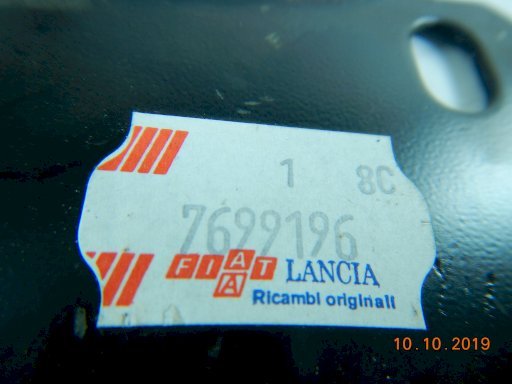 1 8C
7699196
FIAT LANCIA
A
Ricambi originali
10.10.2019